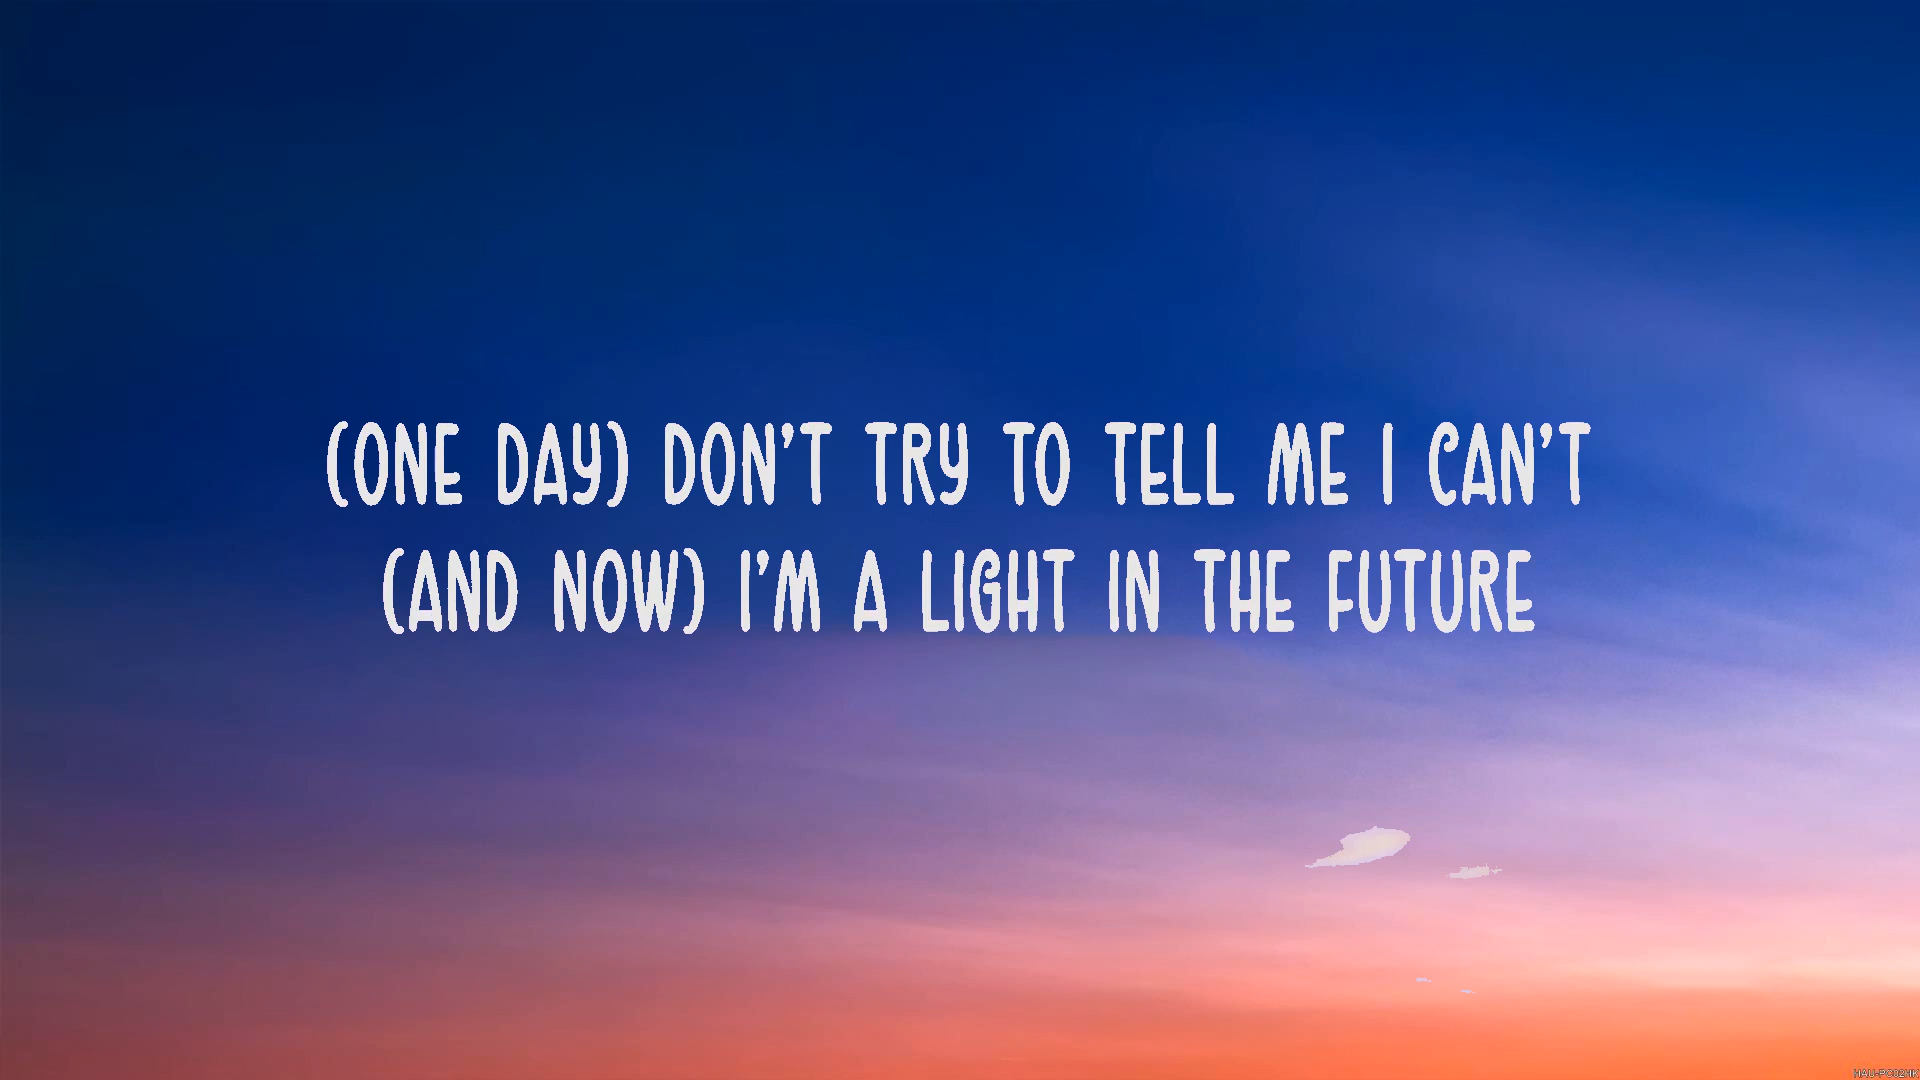 (ONE DAY) DON'T TRY TO TELL ME I CAN'T
(AND NOW) I'M A LIGHT IN THE FUTURE